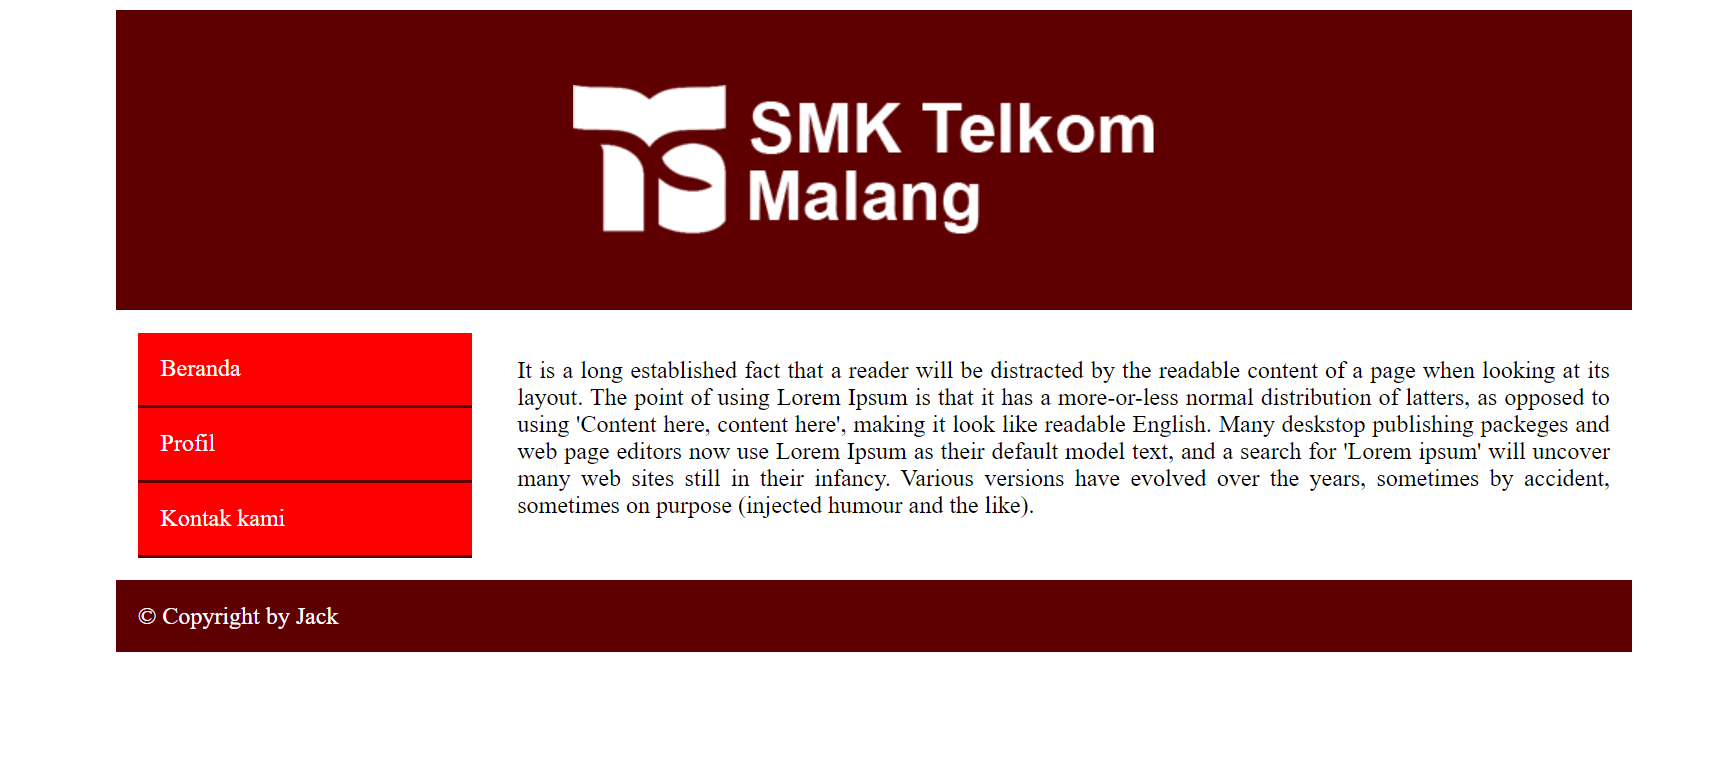 SMK Telkom
Malang
Beranda
Profil
Kontak kami
It is a long established fact that a reader will be distracted by the readable content of a page when looking at its
layout. The point of using Lorem Ipsum is that it has a more-or-less normal distribution of latters, as opposed to
using 'Content here, content here', making it look like readable English. Many deskstop publishing packeges and
web page editors now use Lorem Ipsum as their default model text, and a search for 'Lorem ipsum' will uncover
many web sites still in their infancy. Various versions have evolved over the years, sometimes by accident,
sometimes on purpose (injected humour and the like).
© Copyright by Jack